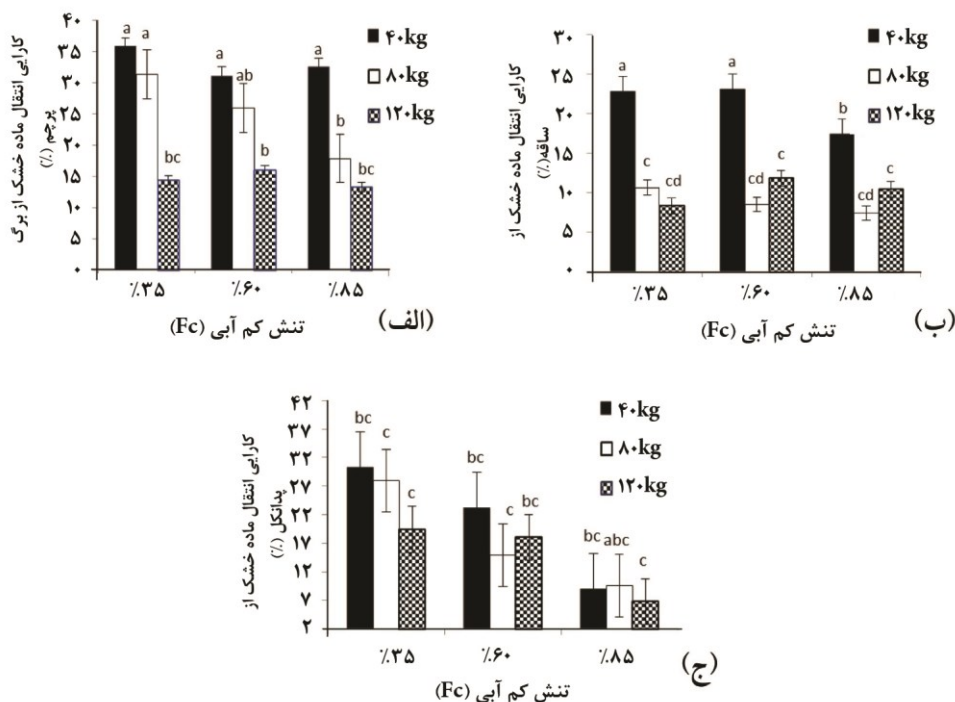 کارایی انتقال ماده خشک از برگ
پرچم (%)
۴۰
۳۵
۳۰
۲۵
۲۰
۱۵
۱۰
۵
۰
a a bc
a ab b
a b bc
۴۰kg
۸۰kg
۱۲۰kg
٪۳۵ ٪۶۰ ٪۸۵
تنش کم آبی (Fc)
(الف)
کارایی انتقال ماده خشک از
ساقه(%)
۳۰
۲۵
۲۰
۱۵
۱۰
۵
۰
a c cd
a cd c
b cd c
۴۰kg
۸۰kg
۱۲۰kg
٪۳۵ ٪۶۰ ٪۸۵
تنش کم آبی (Fc)
(ب)
کارایی انتقال ماده خشک از
پدانکل (%)
۴۲
۳۷
۳۲
۲۷
۲۲
۱۷
۱۲
۷
۲
bc c c
bc c bc
bc abc c
۴۰kg
۸۰kg
۱۲۰kg
٪۳۵ ٪۶۰ ٪۸۵
تنش کم آبی (Fc)
(ج)